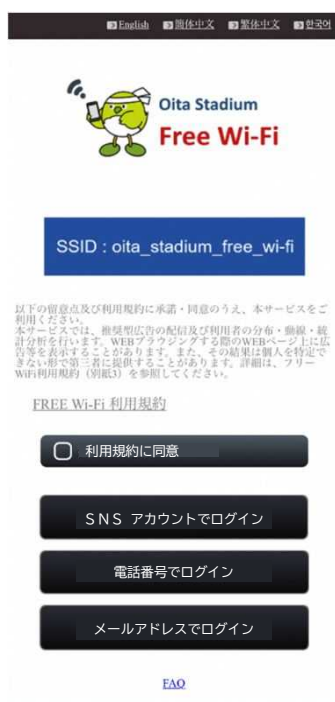 English 簡体中文 繁体中文 한국어
Oita Stadium
Free Wi-Fi
SSID : oita_stadium_free_wi-fi
以下の留意点及び利用規約に承諾・同意のうえ、本サービスをご
利用ください。
本サービスでは、推奨型広告の配信及び利用者の分布・動線・統
計分析を行います。WEBブラウジングする際のWEBページ上に広
告等を表示することがあります。また、その結果は個人を特定で
きない形で第三者に提供することがあります。詳細は、フリー
WiFi利用規約（別紙3）を参照してください。
FREE Wi-Fi 利用規約
利用規約に同意
SNS アカウントでログイン
電話番号でログイン
メールアドレスでログイン
FAQ